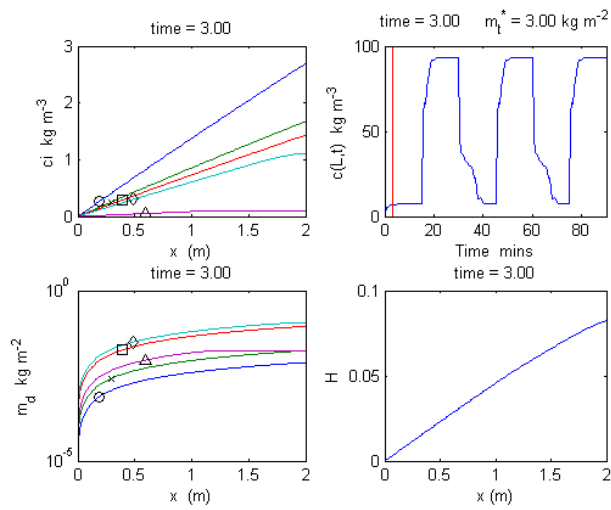 time = 3.00
3
2
1
0
ci kg m⁻³
0 0.5 1 1.5 2
x (m)
time = 3.00 m_t^* = 3.00 kg m⁻²
100
50
0
c(L,t) kg m⁻³
0 20 40 60 80
Time mins
time = 3.00
10⁰
10⁻⁵
m_d kg m⁻²
0 0.5 1 1.5 2
x (m)
time = 3.00
0.1
0.05
0
H
0 0.5 1 1.5 2
x (m)